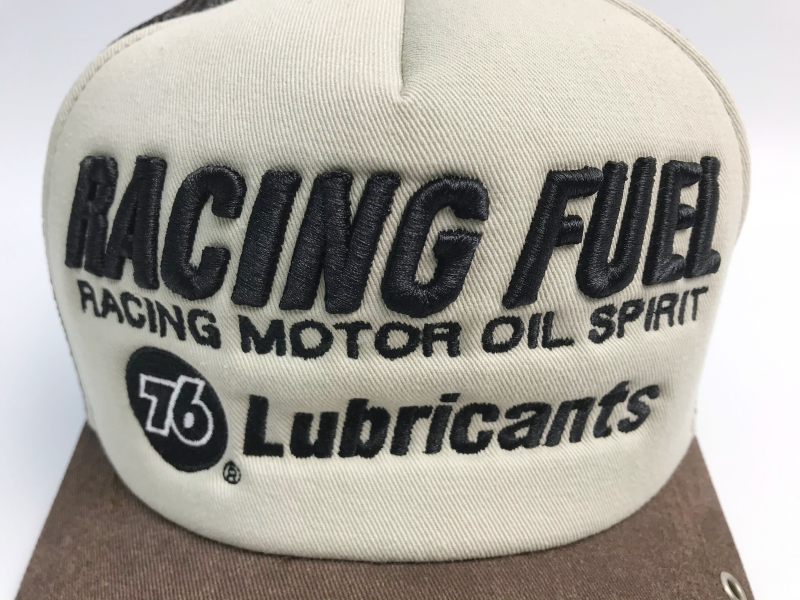 RACING FUEL
RACING MOTOR OIL SPIRIT
76 Lubricants
®